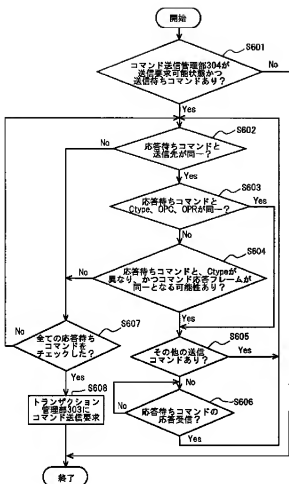 開始
S601
コマンド送信管理部304が
送信要求可能状態かつ
送信待ちコマンドあり？
No
Yes
S602
応答待ちコマンドと
送信先が同一？
No
Yes
S603
応答待ちコマンドと
Ctype、OPC、OPRが同一？
Yes
No
S604
応答待ちコマンドと、Ctypeが
異なり、かつコマンド応答フレームが
同一となる可能性あり？
No
Yes
S607
全ての応答待ち
コマンドを
チェックした？
No
Yes
S605
その他の送信
コマンドあり？
Yes
No
S608
トランザクション
管理部303に
コマンド送信要求
S606
応答待ちコマンドの
応答受信？
No
Yes
終了